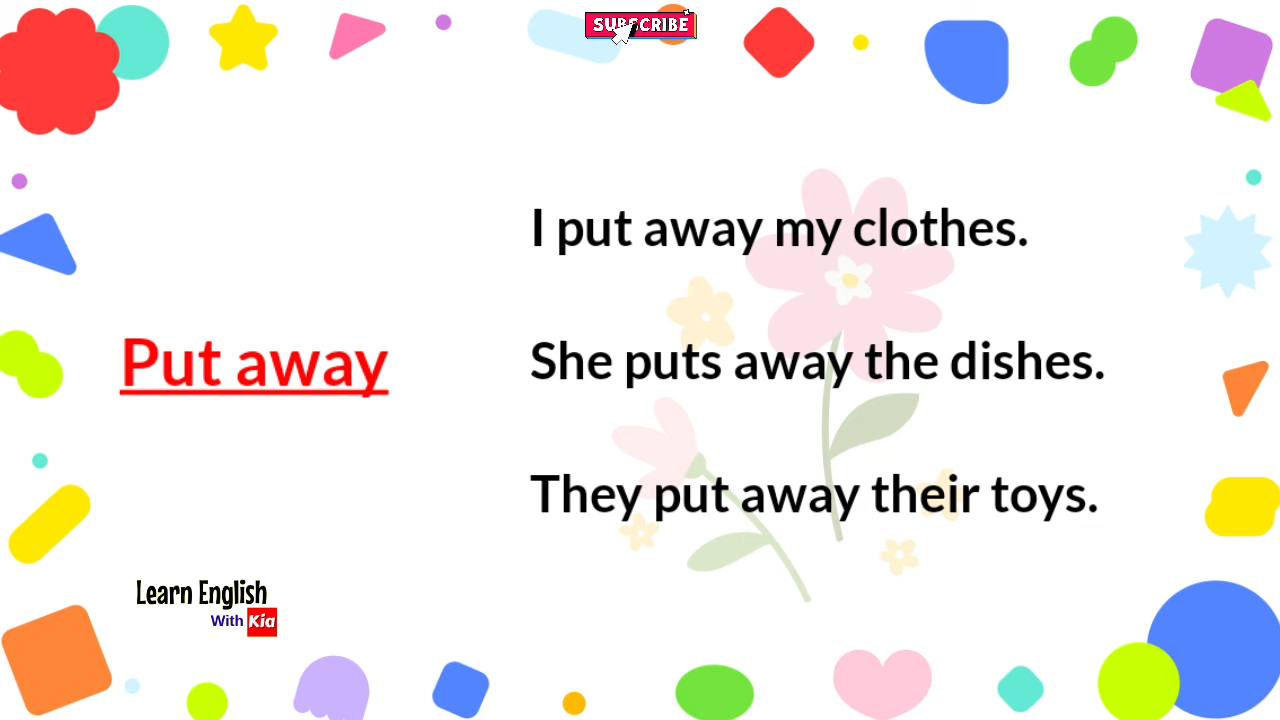 SUBSCRIBE
I put away my clothes.
Put away
She puts away the dishes.
They put away their toys.
Learn English
With Kia